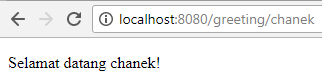 localhost:8080/greeting/chanek
Selamat datang chanek!